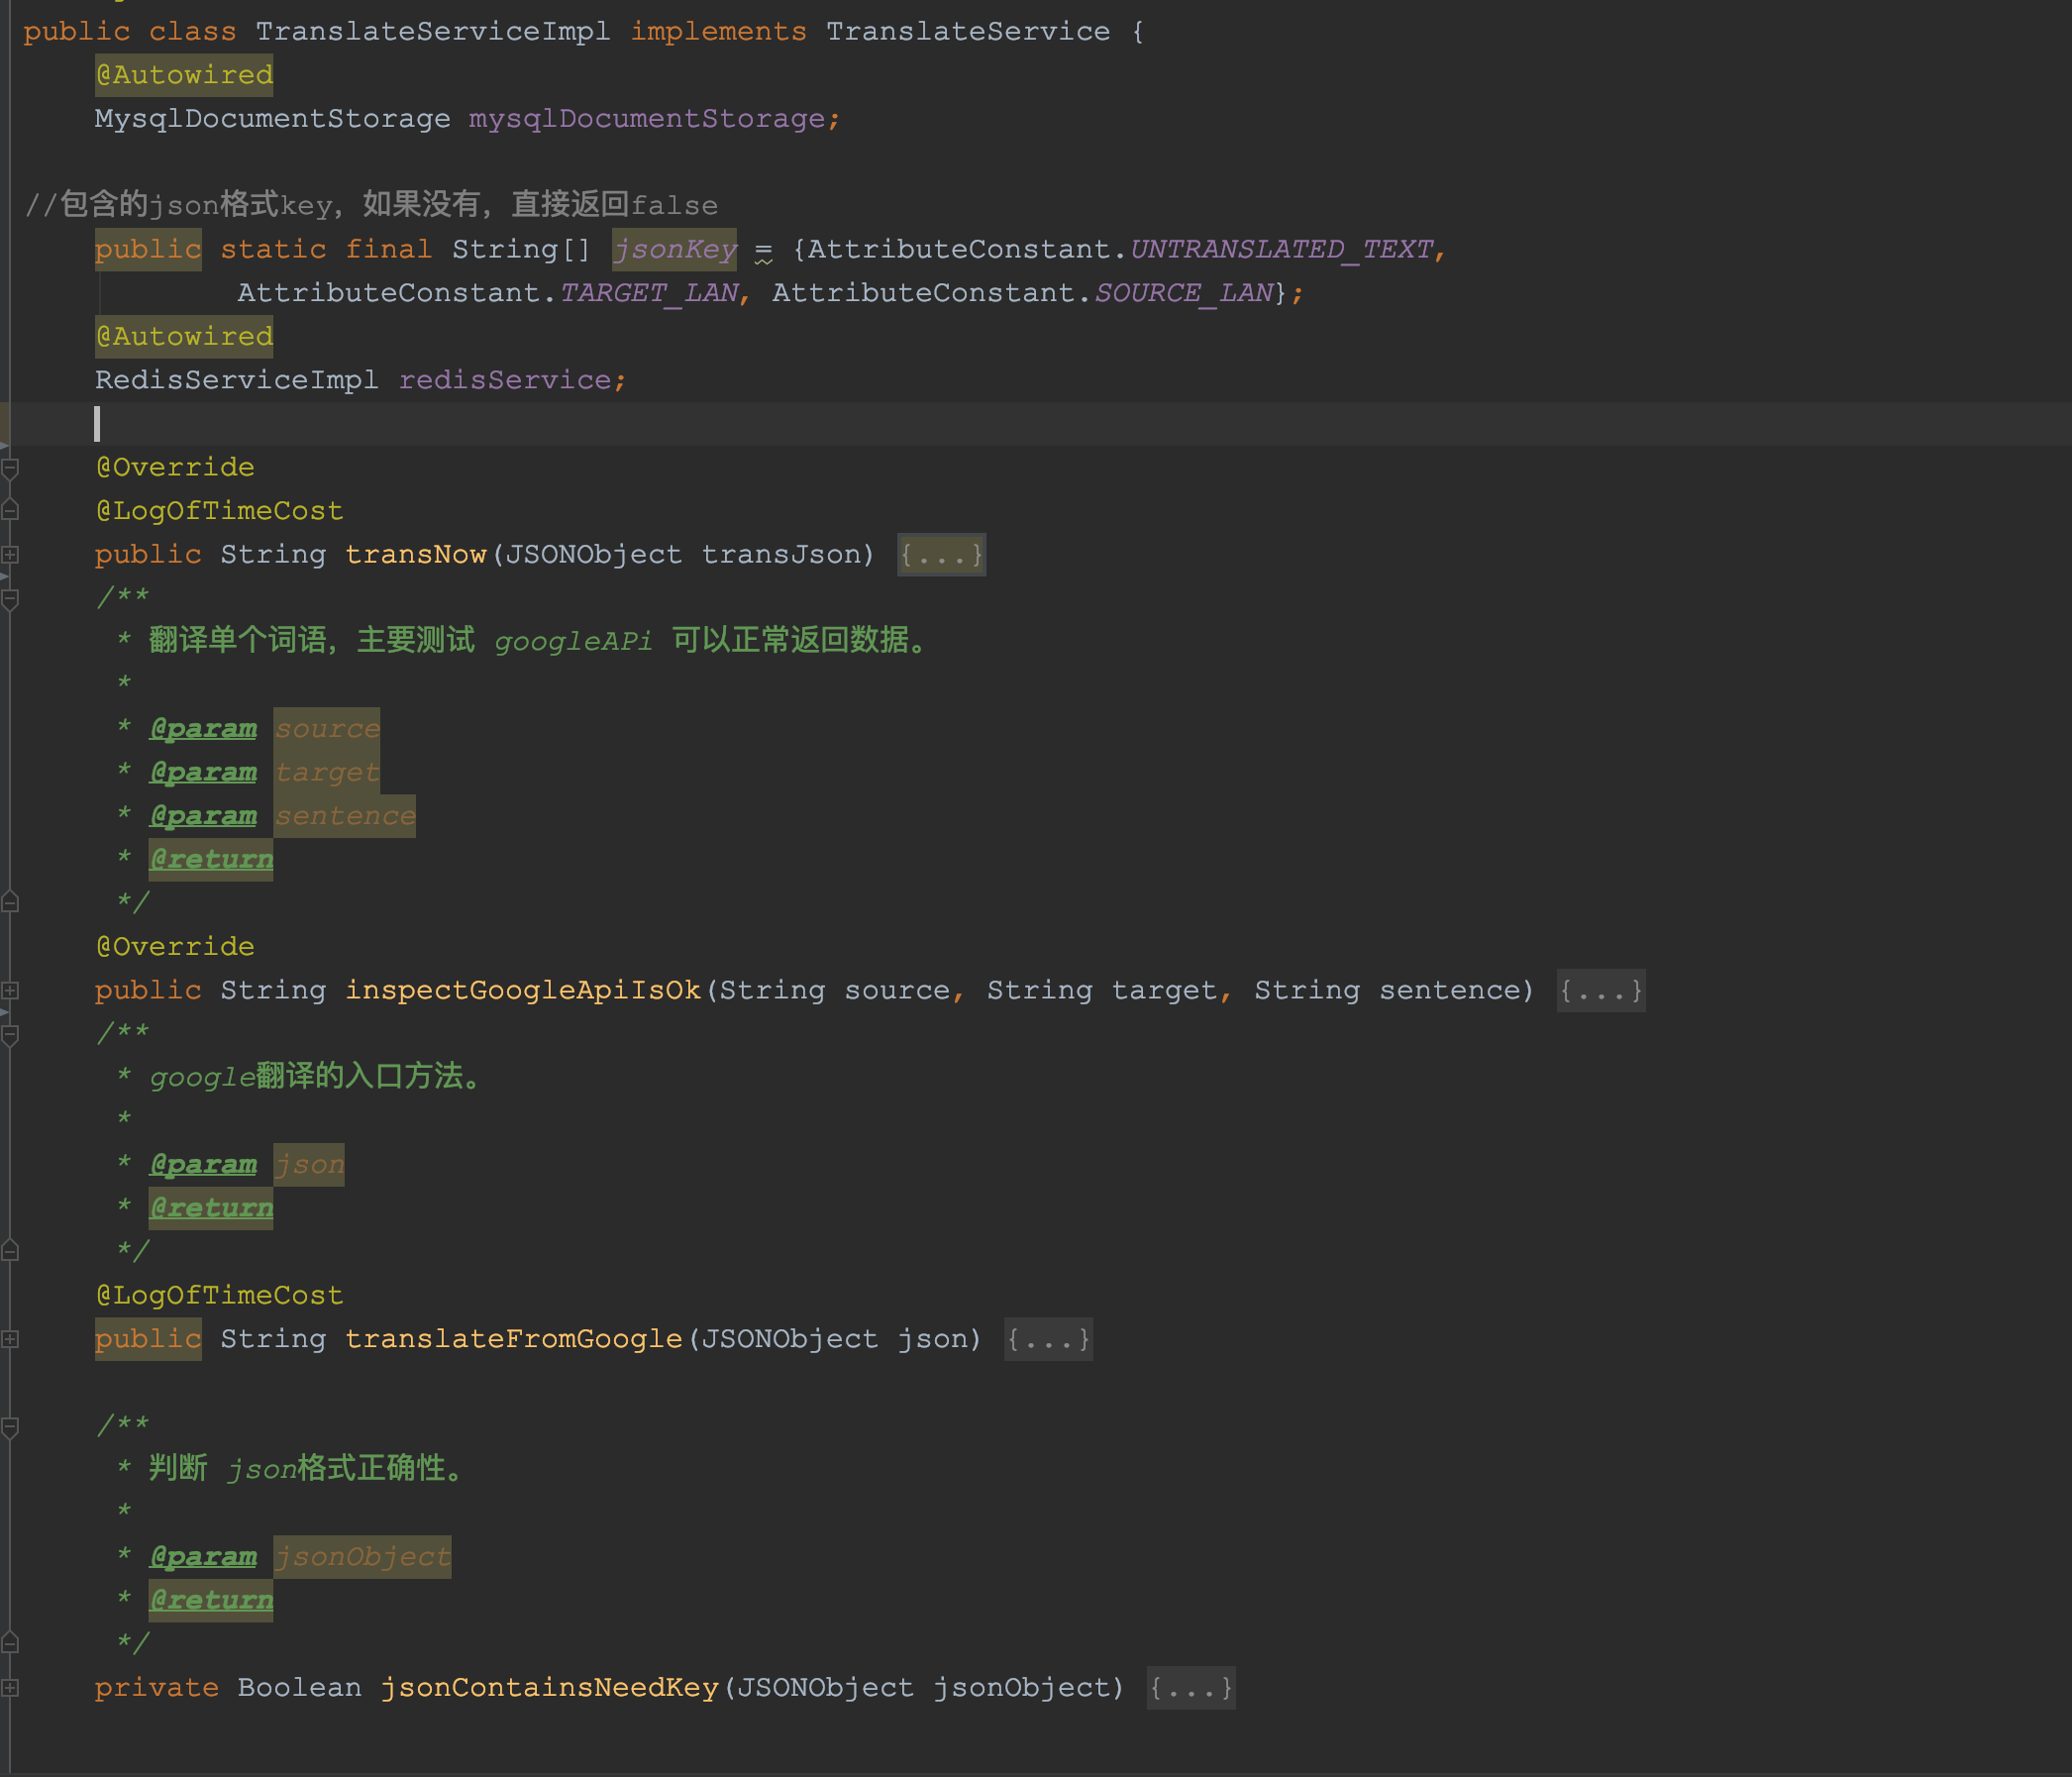 public class TranslateServiceImpl implements TranslateService {
@Autowired
MysqlDocumentStorage mysqlDocumentStorage;
//包含的json格式key，如果没有，直接返回false
public static final String[] jsonKey = {AttributeConstant.UNTRANSLATED_TEXT,
AttributeConstant.TARGET_LAN, AttributeConstant.SOURCE_LAN};
@Autowired
RedisServiceImpl redisService;
@Override
@LogOfTimeCost
public String transNow(JSONObject transJson) {...}
/**
* 翻译单个词语，主要测试 googleAPi 可以正常返回数据。
*
* @param source
* @param target
* @param sentence
* @return
*/
@Override
public String inspectGoogleApiIsOk(String source, String target, String sentence) {...}
/**
* google翻译的入口方法。
*
* @param json
* @return
*/
@LogOfTimeCost
public String translateFromGoogle(JSONObject json) {...}
/**
* 判断 json格式正确性。
*
* @param jsonObject
* @return
*/
private Boolean jsonContainsNeedKey(JSONObject jsonObject) {...}